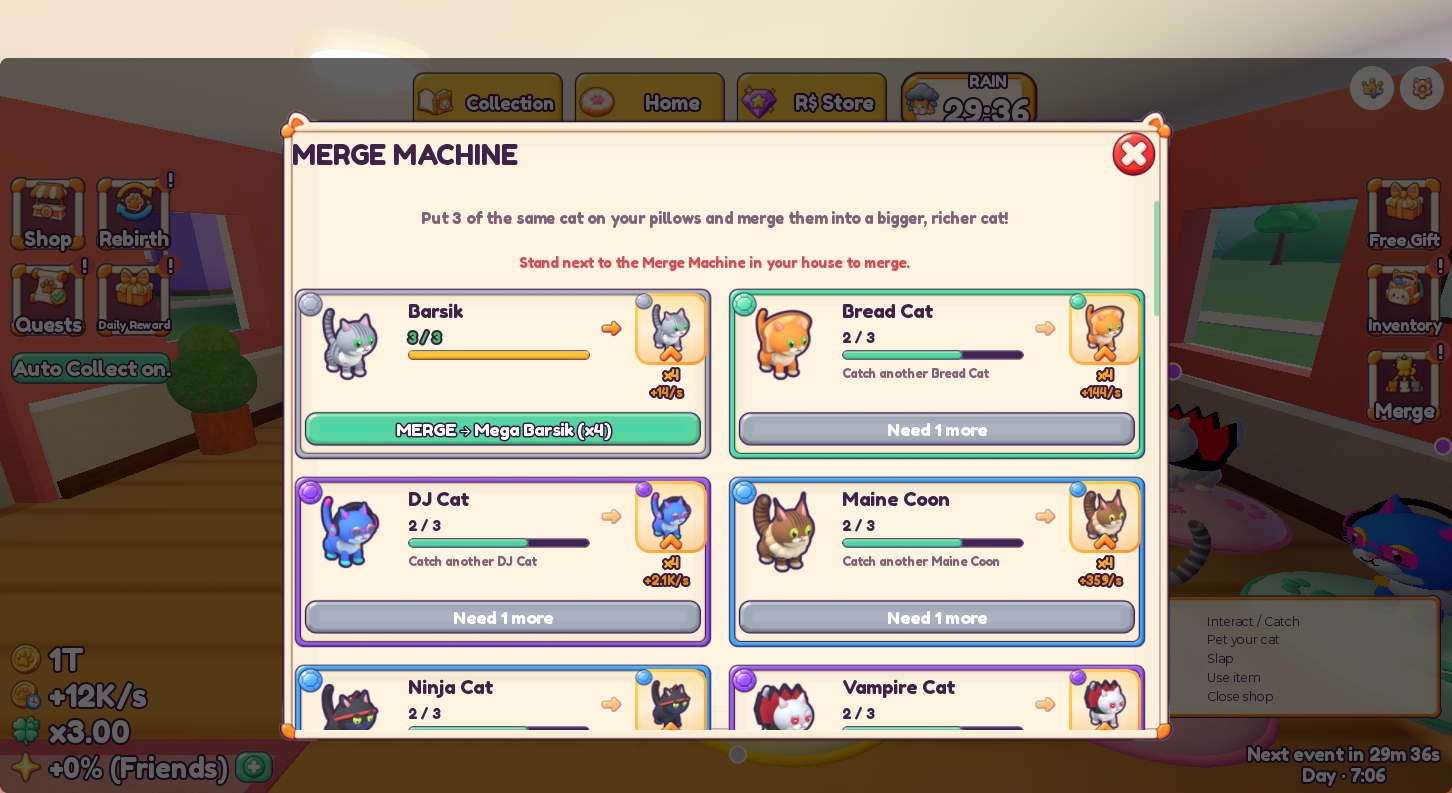 Collection
Home
R$ Store
RAIN
29:36
MERGE MACHINE
Put 3 of the same cat on your pillows and merge them into a bigger, richer cat!
Stand next to the Merge Machine in your house to merge.
Shop
Rebirth
!
Quests
!
Daily Reward
!
Auto Collect on.
Barsik
3 / 3
x4
+14/s
MERGE → Mega Barsik (x4)
Bread Cat
2 / 3
Catch another Bread Cat
x4
+144/s
Need 1 more
DJ Cat
2 / 3
Catch another DJ Cat
x4
+2.1K/s
Need 1 more
Maine Coon
2 / 3
Catch another Maine Coon
x4
+359/s
Need 1 more
Ninja Cat
2 / 3
Vampire Cat
2 / 3
Free Gift
!
Inventory
!
Merge
Interact / Catch
Pet your cat
Slap
Use item
Close shop
1T
+12K/s
x3.00
+0% (Friends)
Next event in 29m 36s
Day · 7:06